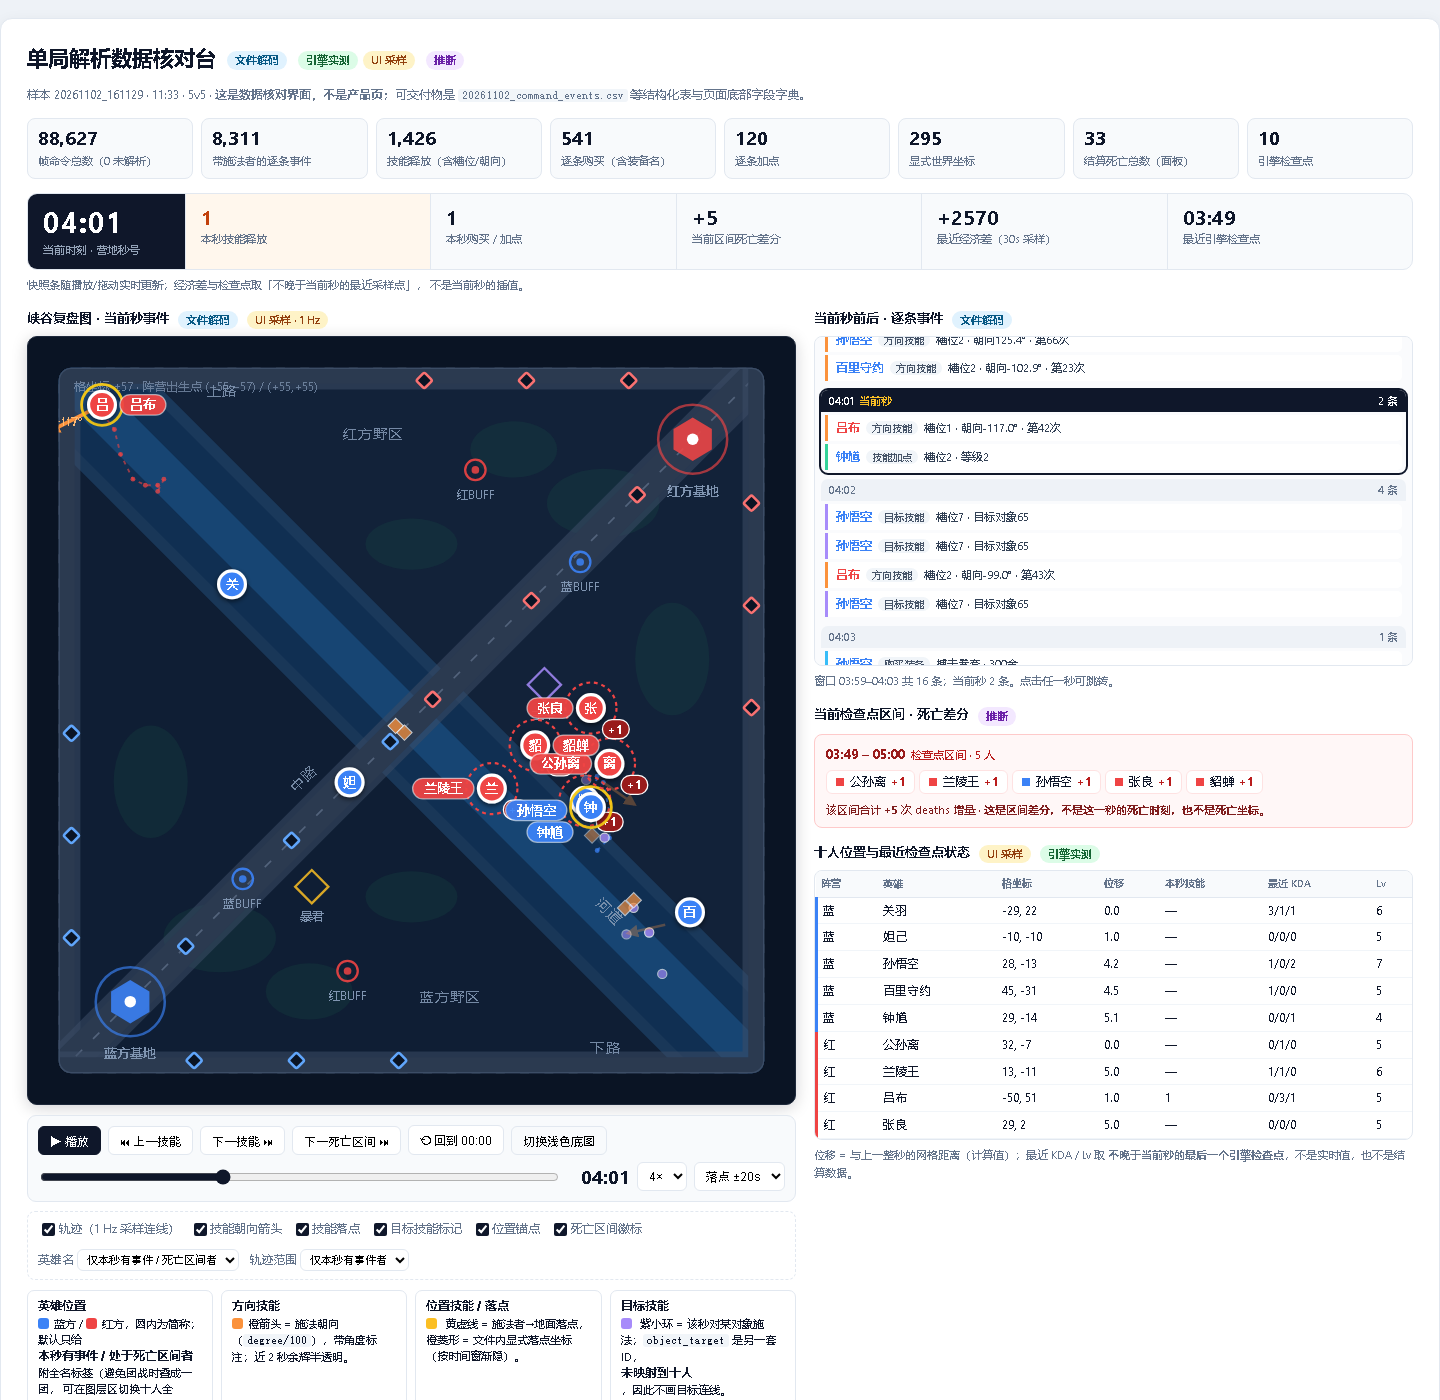 单局解析数据核对台 文件解码 引擎实测 UI 采样 推断
样本 20261102_161129 · 11:33 · 5v5 · 这是数据核对界面，不是产品页；可交付物是 20261102_command_events.csv 等结构化表与页面底部字段字典。
88,627
帧命令总数（0 未解析）
8,311
带施法者的逐条事件
1,426
技能释放（含槽位/朝向）
541
逐条购买（含装备名）
120
逐条加点
295
显式世界坐标
33
结算死亡总数（面板）
10
引擎检查点
04:01
当前时刻 · 营地秒号
1
本秒技能释放
1
本秒购买 / 加点
+5
当前区间死亡差分
+2570
最近经济差（30s 采样）
03:49
最近引擎检查点
快照条随播放/拖动实时更新；经济差与检查点取「不晚于当前秒的最近采样点」，不是当前秒的插值。
峡谷复盘图 · 当前秒事件 文件解码 UI 采样 · 1 Hz
上路
吕 吕布
红方野区
红BUFF
红方基地
蓝BUFF
关
张良 张
+1
貂 貂蝉
公孙离 离
+1
兰陵王 兰
孙悟空 钟
+1
钟馗
中路
妲
蓝BUFF
暴君
河道
百
红BUFF
蓝方野区
蓝方基地
下路
▶ 播放 ⏮ 上一技能 下一技能 ⏭ 下一死亡区间 ⏭ ⟲ 回到 00:00 切换浅色底图
04:01 4× 落点 ±20s
轨迹（1 Hz 采样连线） 技能朝向箭头 技能落点 目标技能标记 位置锚点 死亡区间徽标
英雄名 仅本秒有事件 / 死亡区间者 轨迹范围 仅本秒有事件者
英雄位置
蓝方 / 红方，圆内为简称；
默认只给
本秒有事件 / 处于死亡区间者
附全名标签（避免团战时叠成一
团，可在图层区切换十人全
方向技能
橙箭头 = 施法朝向
（degree/100），带角度标
注；近 2 秒余辉半透明。
位置技能 / 落点
黄虚线 = 施法者→地面落点，
橙菱形 = 文件内显式落点坐标
（按时间窗渐隐）。
目标技能
紫小环 = 该秒对某对象施
法；object_target 是另一套
ID，
未映射到十人
，因此不画目标连线。
当前秒前后 · 逐条事件 文件解码
孙悟空 方向技能 槽位2 · 朝向125.4° · 第66次
百里守约 方向技能 槽位2 · 朝向-102.9° · 第23次
04:01 当前秒 2 条
吕布 方向技能 槽位1 · 朝向-117.0° · 第42次
钟馗 技能加点 槽位2 · 等级2
04:02 4 条
孙悟空 目标技能 槽位7 · 目标对象65
孙悟空 目标技能 槽位7 · 目标对象65
吕布 方向技能 槽位2 · 朝向-99.0° · 第43次
孙悟空 目标技能 槽位7 · 目标对象65
04:03 1 条
窗口 03:59–04:03 共 16 条；当前秒 2 条。点击任一秒可跳转。
当前检查点区间 · 死亡差分 推断
03:49 – 05:00 检查点区间 · 5 人
公孙离 +1 兰陵王 +1 孙悟空 +1 张良 +1 貂蝉 +1
该区间合计 +5 次 deaths 增量 · 这是区间差分，不是这一秒的死亡时刻，也不是死亡坐标。
十人位置与最近检查点状态 UI 采样 引擎实测
阵营 英雄 格坐标 位移 本秒技能 最近 KDA Lv
蓝 关羽 -29, 22 0.0 — 3/1/1 6
蓝 妲己 -10, -10 1.0 — 0/0/0 5
蓝 孙悟空 28, -13 4.2 — 1/0/2 7
蓝 百里守约 45, -31 4.5 — 1/0/0 5
蓝 钟馗 29, -14 5.1 — 0/0/1 4
红 公孙离 32, -7 0.0 — 0/1/0 5
红 兰陵王 13, -11 5.0 — 1/1/0 6
红 吕布 -50, 51 1.0 1 0/3/1 5
红 张良 29, 2 5.0 — 0/0/0 5
位移 = 与上一整秒的网格距离（计算值）；最近 KDA / Lv 取 不晚于当前秒的最后一个引擎检查点，不是实时值，也不是结
算数据。